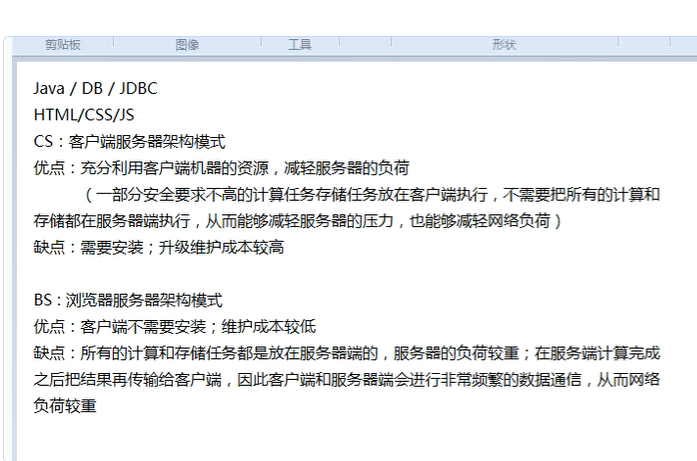 剪贴板 图像 工具 形状
Java / DB / JDBC
HTML/CSS/JS
CS：客户端服务器架构模式
优点：充分利用客户端机器的资源，减轻服务器的负荷
（一部分安全要求不高的计算任务存储任务放在客户端执行，不需要把所有的计算和
存储都在服务器端执行，从而能够减轻服务器的压力，也能够减轻网络负荷）
缺点：需要安装；升级维护成本较高
BS：浏览器服务器架构模式
优点：客户端不需要安装；维护成本较低
缺点：所有的计算和存储任务都是放在服务器端的，服务器的负荷较重；在服务端计算完成
之后把结果再传输给客户端，因此客户端和服务器端会进行非常频繁的数据通信，从而网络
负荷较重